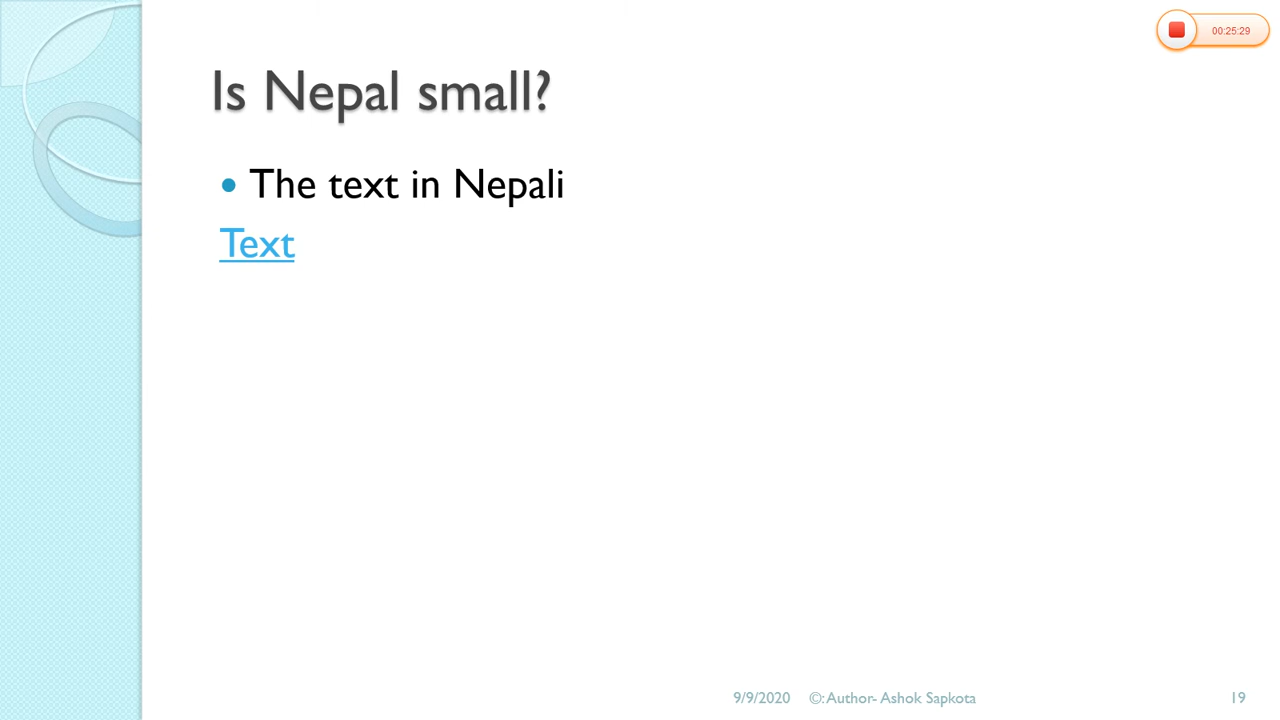 00:25:29
Is Nepal small?
• The text in Nepali
Text
9/9/2020 ©: Author- Ashok Sapkota 19